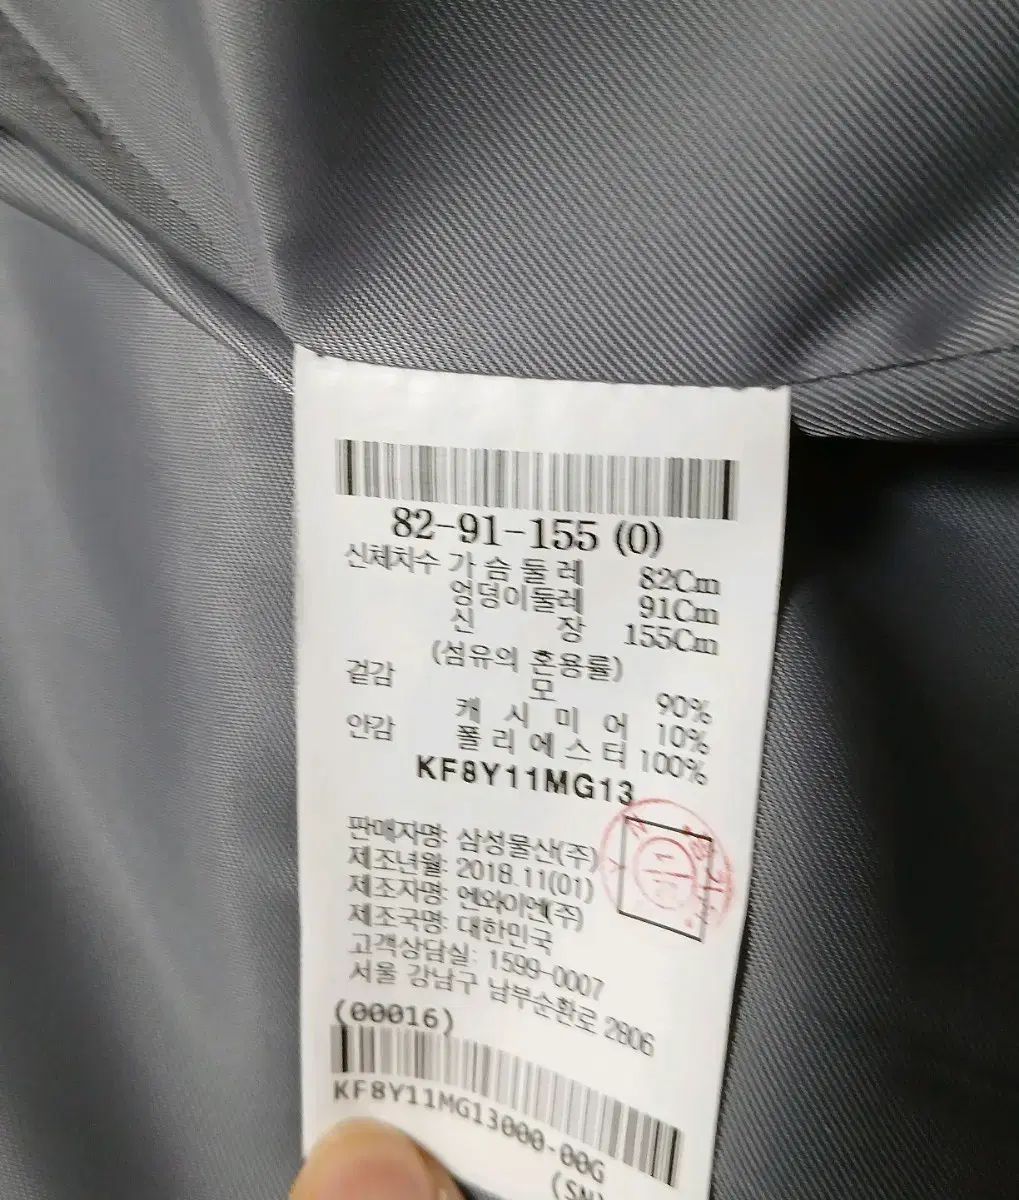 82-91-155 (0)
신체치수 가 슴 둘 레 82Cm
엉덩이둘레 91Cm
신 장 155Cm
(섬유의 혼용률)
겉감 모 90%
캐 시 미 어 10%
안감 폴 리 에 스 터 100%
KF8Y11MG13
판매자명: 삼성물산(주)
제조년월: 2018.11(01)
제조자명: 엔와이엔(주)
제조국명: 대한민국
고객상담실: 1599-0007
서울 강남구 남부순환로 2806
(00016)
KF8Y11MG13000-00G
(SN)